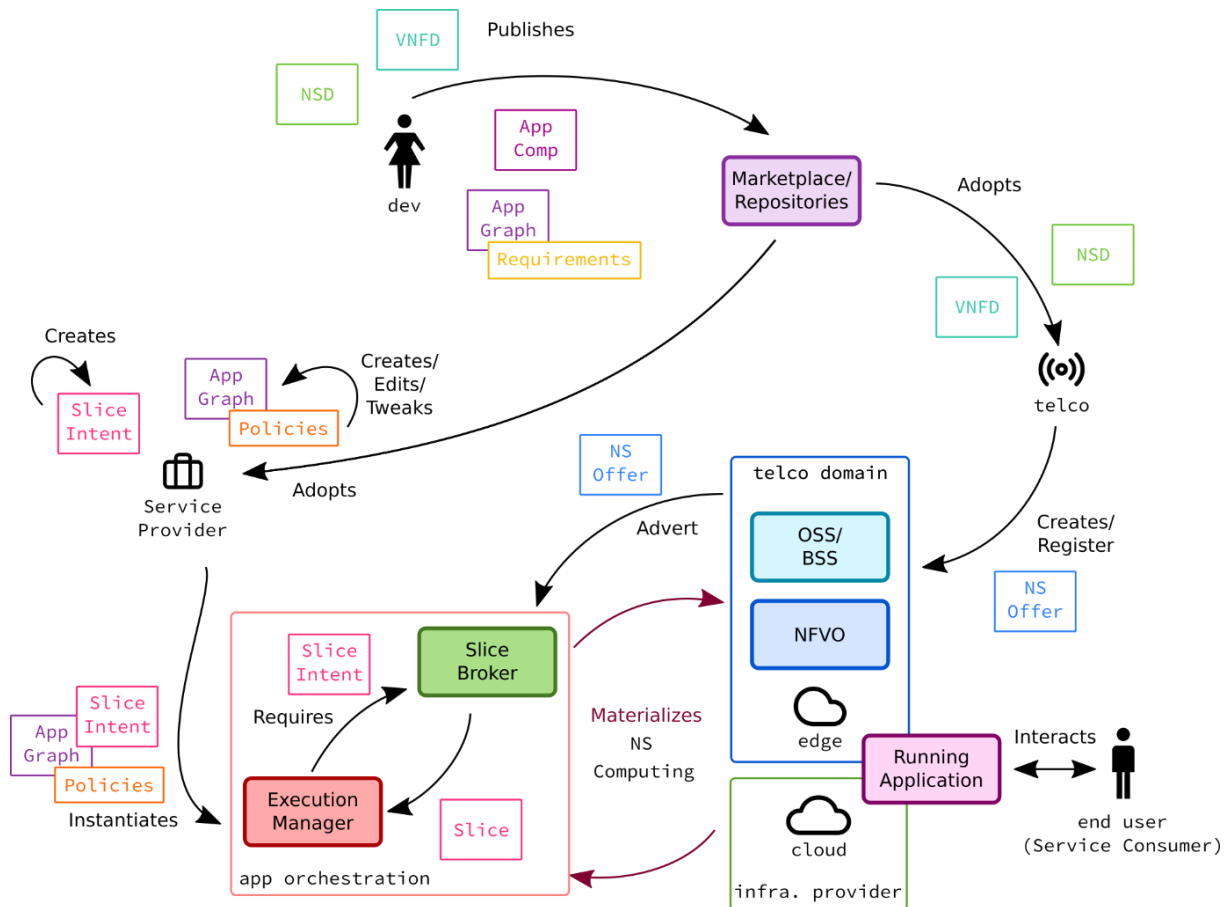 VNFD
Publishes
NSD
App
Comp
dev
App
Graph
Requirements
Marketplace/
Repositories
Adopts
NSD
VNFD
telco
Creates
Slice
Intent
App
Graph
Policies
Creates/
Edits/
Tweaks
Service
Provider
Adopts
NS
Offer
Advert
telco domain
OSS/
BSS
NFVO
edge
Creates/
Register
NS
Offer
Slice
Intent
Slice
Broker
Requires
Execution
Manager
Slice
app orchestration
Slice
Intent
App
Graph
Policies
Instantiates
Materializes
NS
Computing
Running
Application
Interacts
cloud
infra. provider
end user
(Service Consumer)